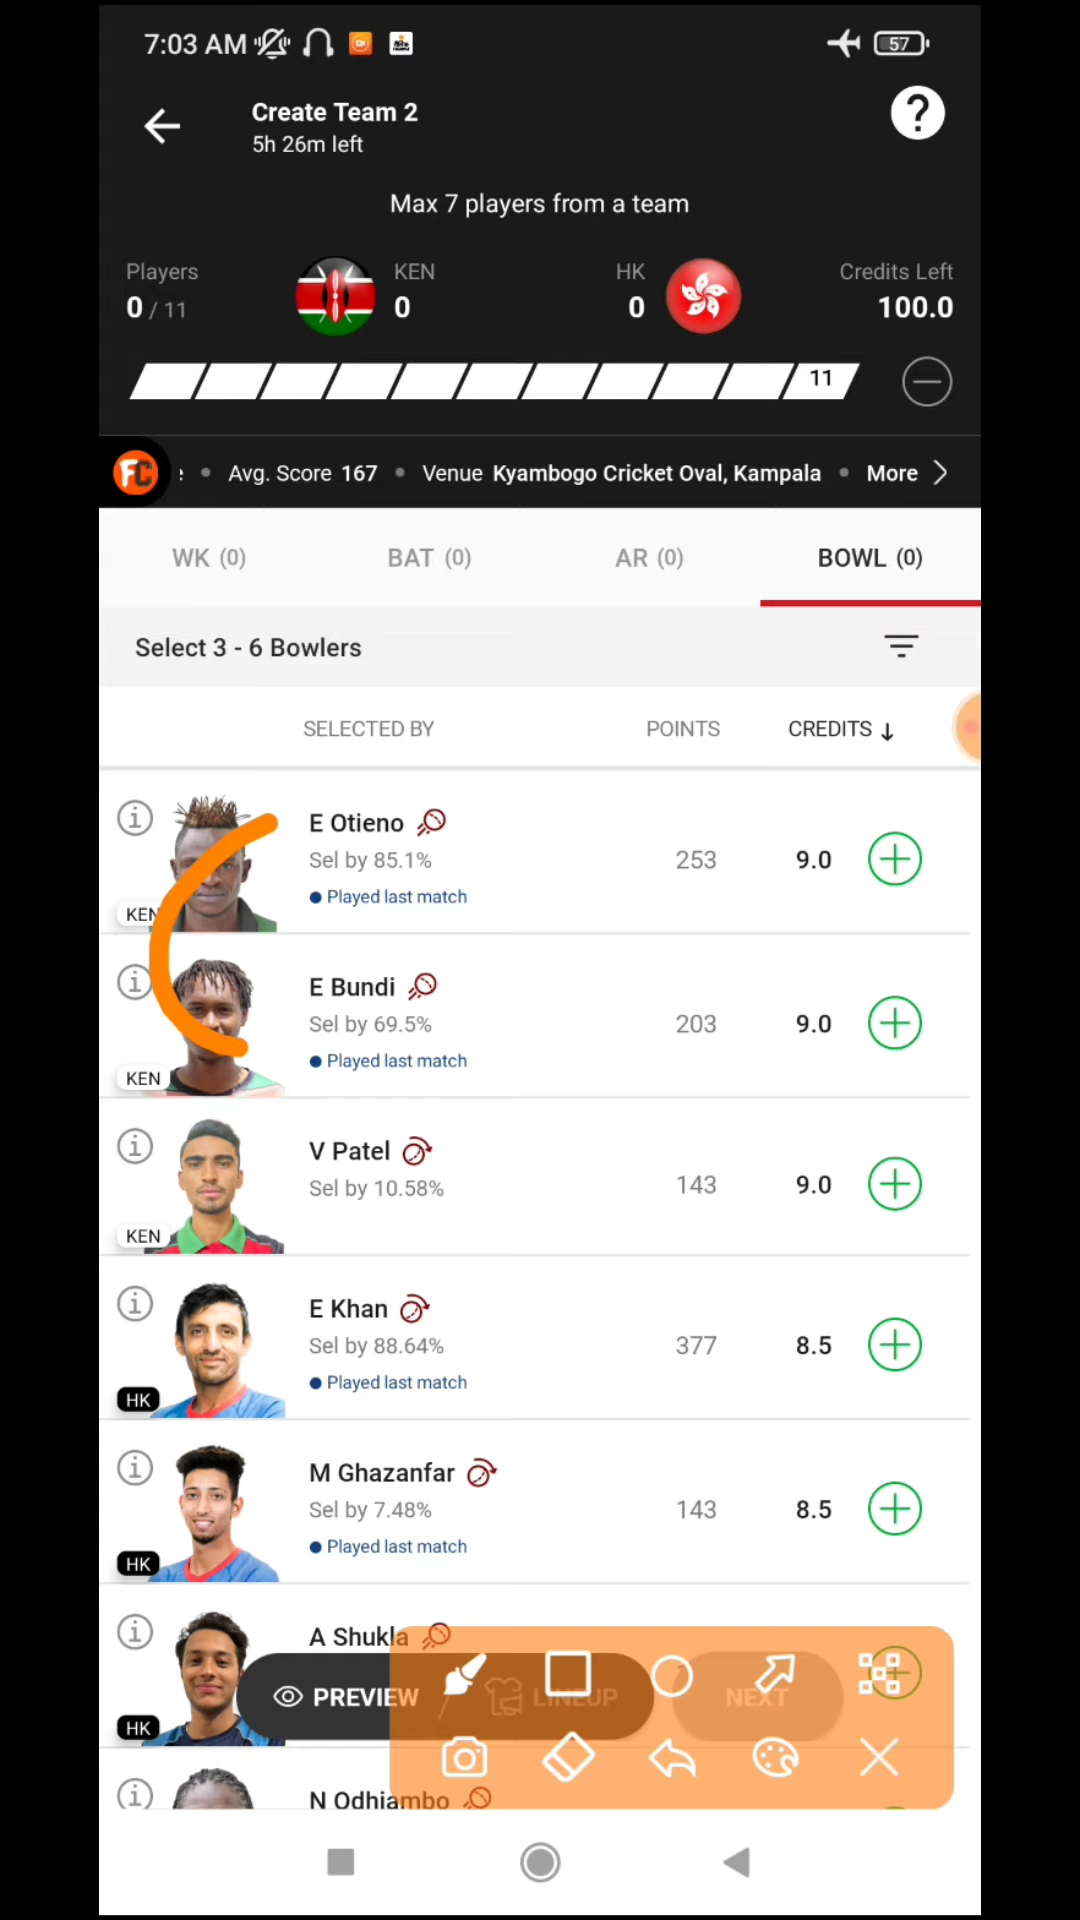 7:03 AM
57
Create Team 2
5h 26m left
?
Max 7 players from a team
Players
0 / 11
KEN
0
HK
0
Credits Left
100.0
11
FC
Avg. Score 167 • Venue Kyambogo Cricket Oval, Kampala • More
WK (0)
BAT (0)
AR (0)
BOWL (0)
Select 3 - 6 Bowlers
SELECTED BY
POINTS
CREDITS ↓
E Otieno
Sel by 85.1%
Played last match
KEN
253
9.0
E Bundi
Sel by 69.5%
Played last match
KEN
203
9.0
V Patel
Sel by 10.58%
KEN
143
9.0
E Khan
Sel by 88.64%
Played last match
HK
377
8.5
M Ghazanfar
Sel by 7.48%
Played last match
HK
143
8.5
A Shukla
HK
PREVIEW
LINEUP
NEXT
N Odhiambo